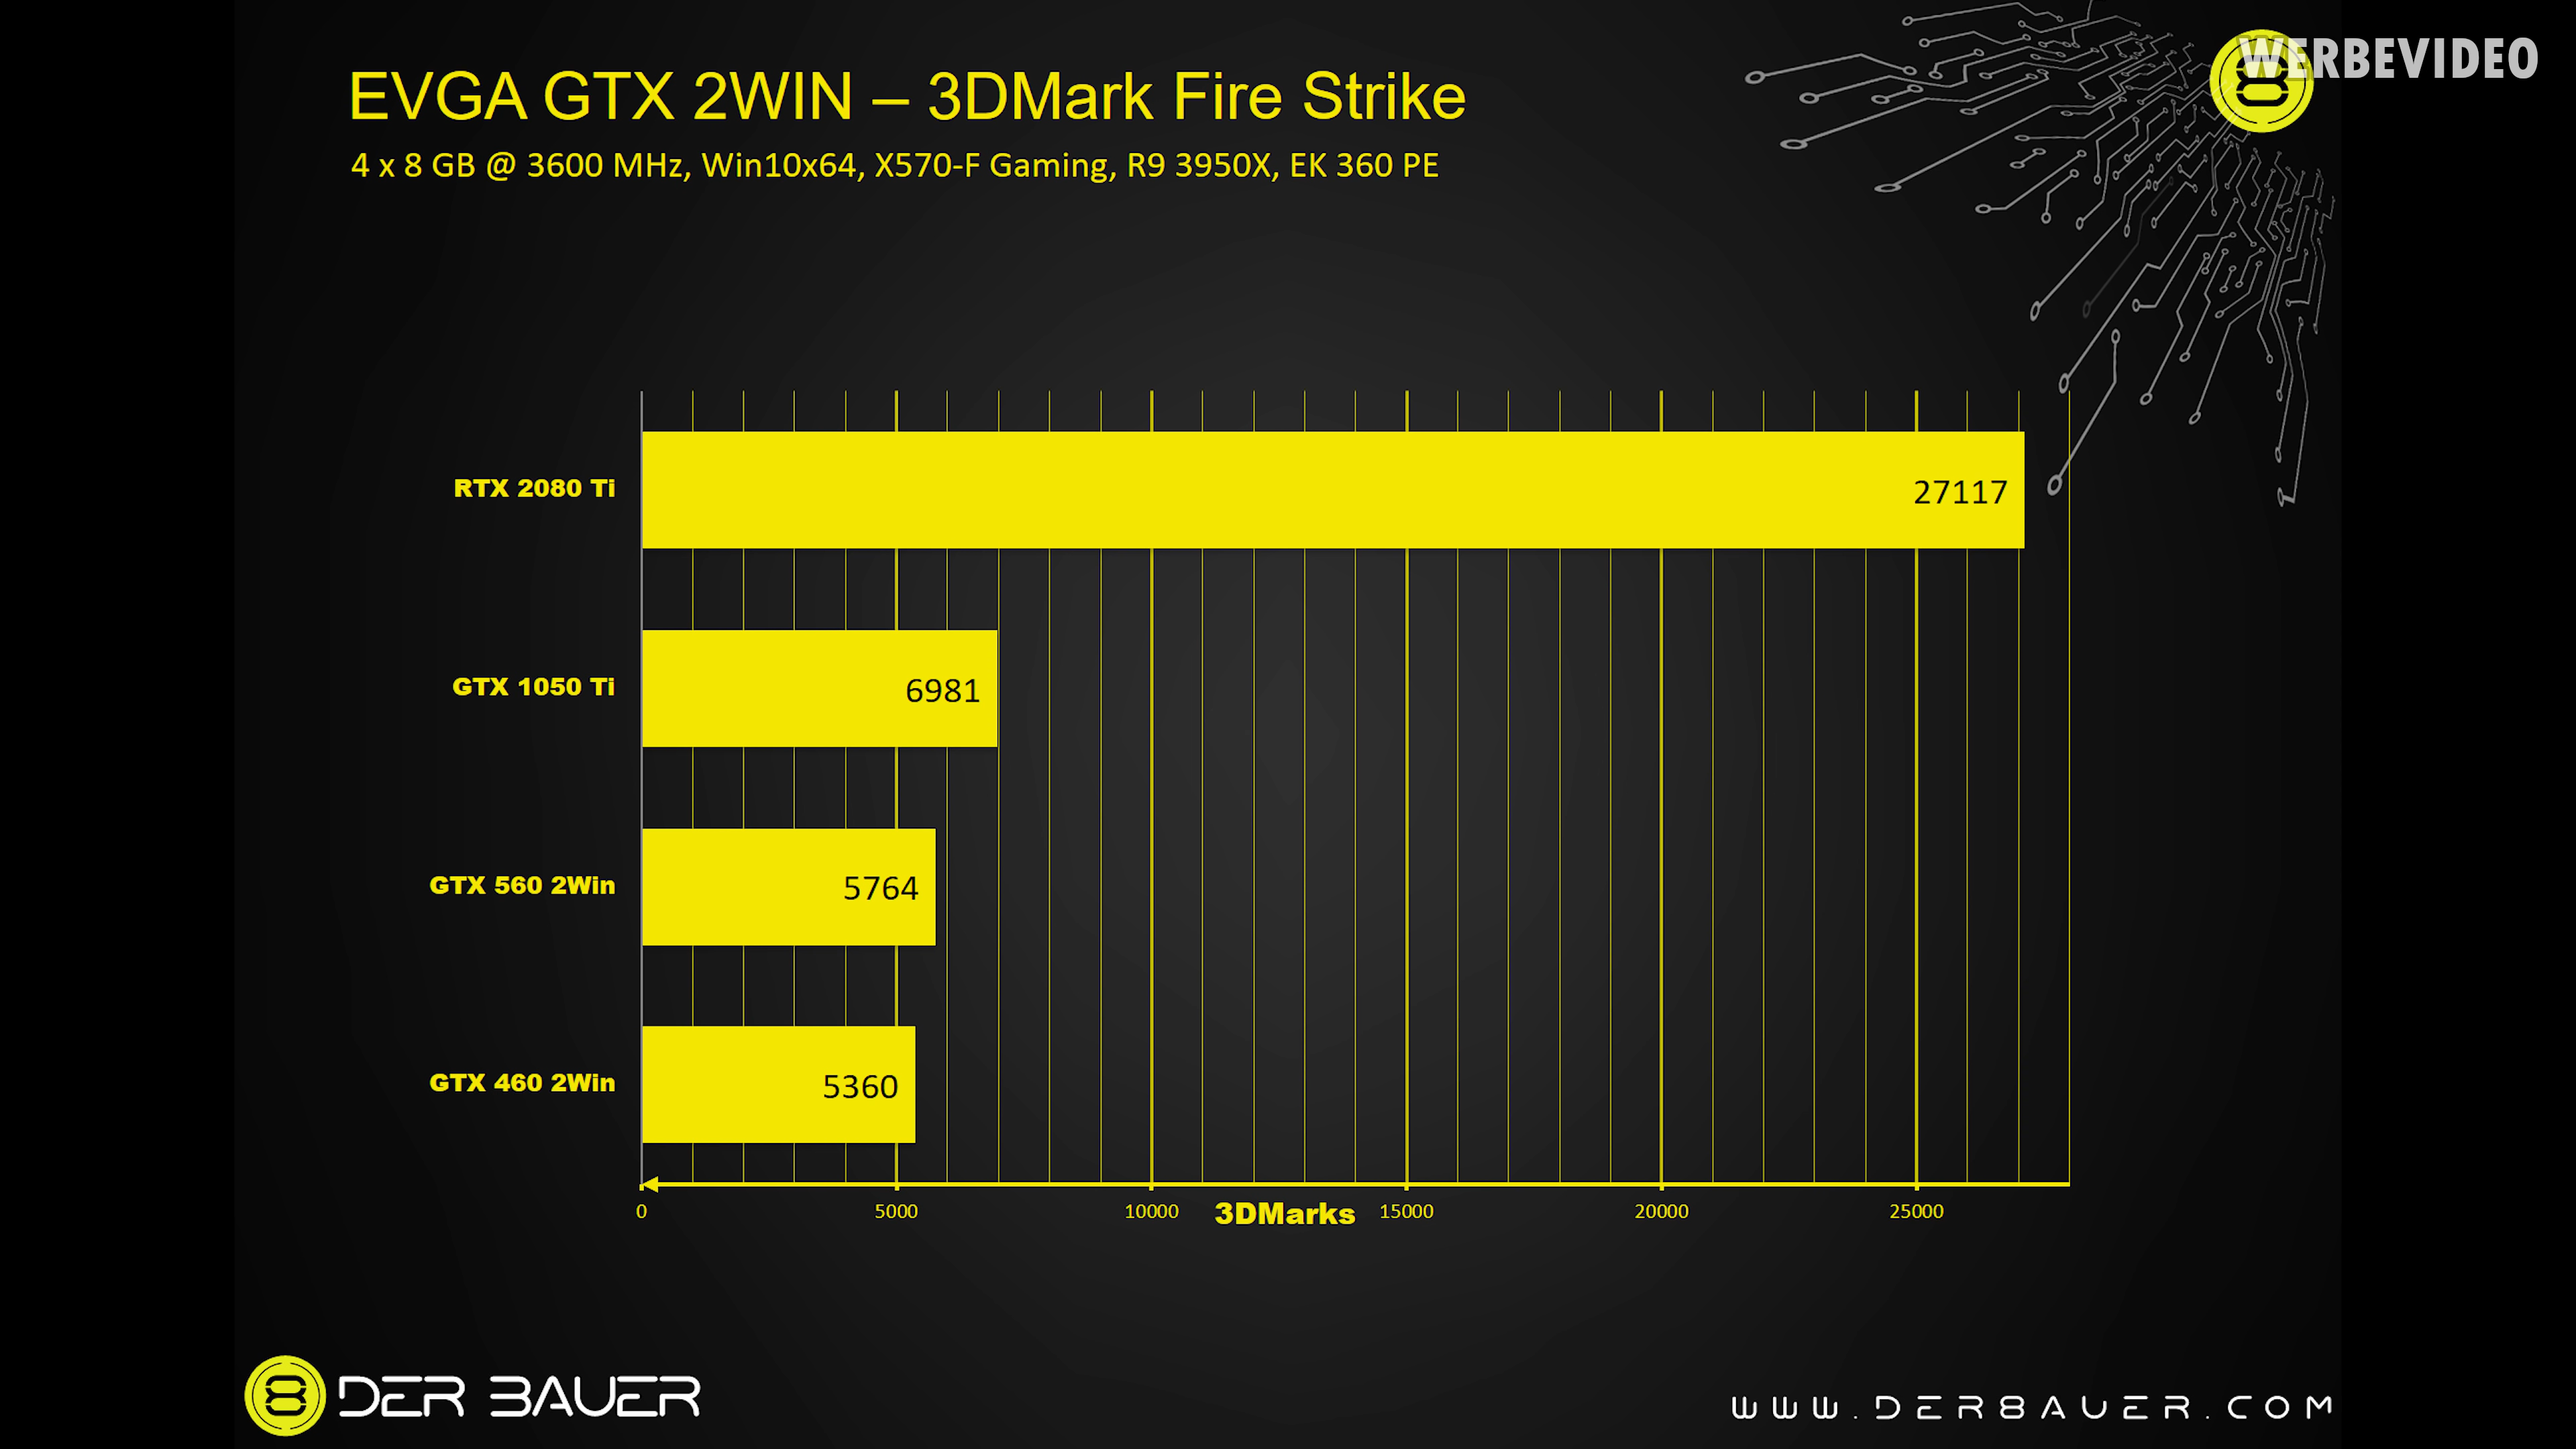 WERBEVIDEO
EVGA GTX 2WIN – 3DMark Fire Strike
4 x 8 GB @ 3600 MHz, Win10x64, X570-F Gaming, R9 3950X, EK 360 PE
RTX 2080 Ti
27117
GTX 1050 Ti
6981
GTX 560 2Win
5764
GTX 460 2Win
5360
0 5000 10000 15000 20000 25000
3DMarks
8 DER 8AUER
WWW.DER8AUER.COM